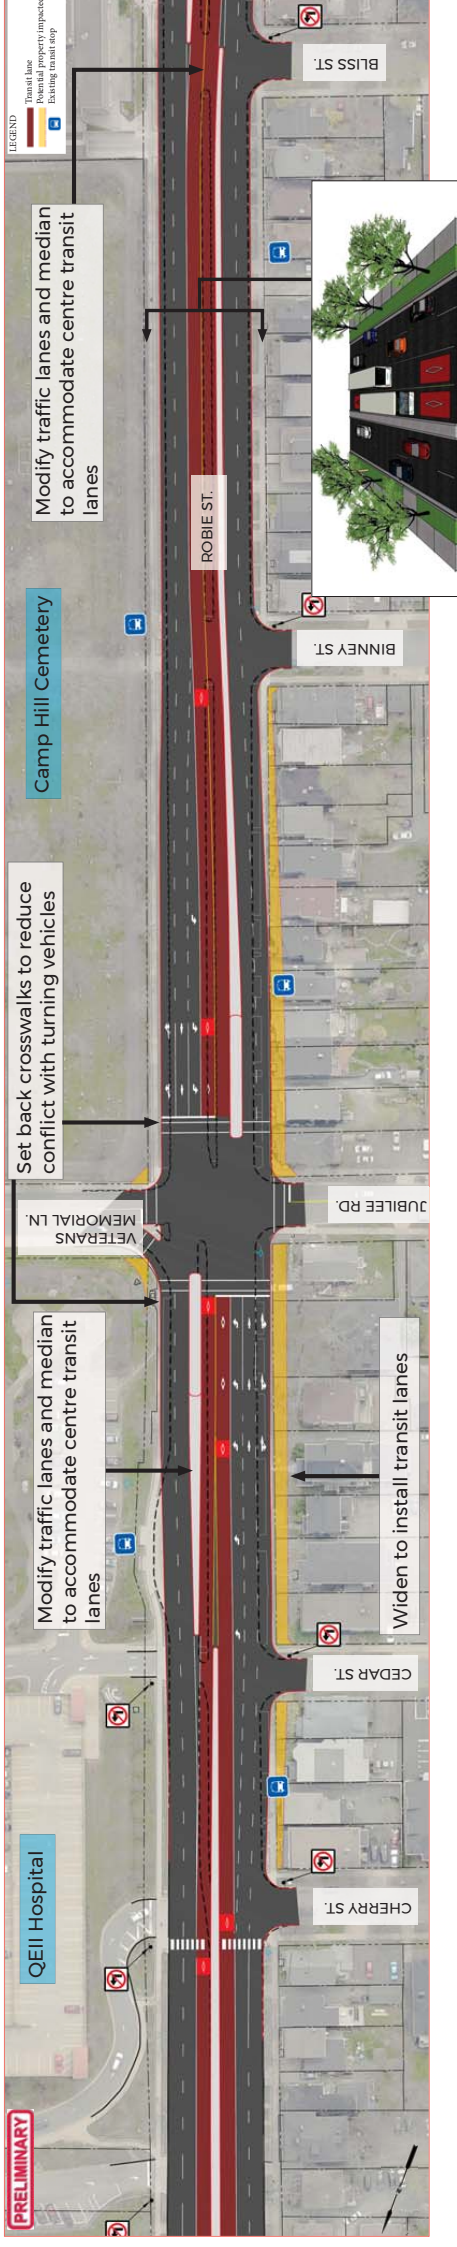 PRELIMINARY
QEII Hospital
Modify traffic lanes and median
to accommodate centre transit
lanes
Set back crosswalks to reduce
conflict with turning vehicles
Camp Hill Cemetery
Modify traffic lanes and median
to accommodate centre transit
lanes
LEGEND
Transit lane
Potential property impacted
Existing transit stop
VETERANS
MEMORIAL LN.
ROBIE ST.
CHERRY ST.
CEDAR ST.
Widen to install transit lanes
JUBILEE RD.
BINNEY ST.
BLISS ST.